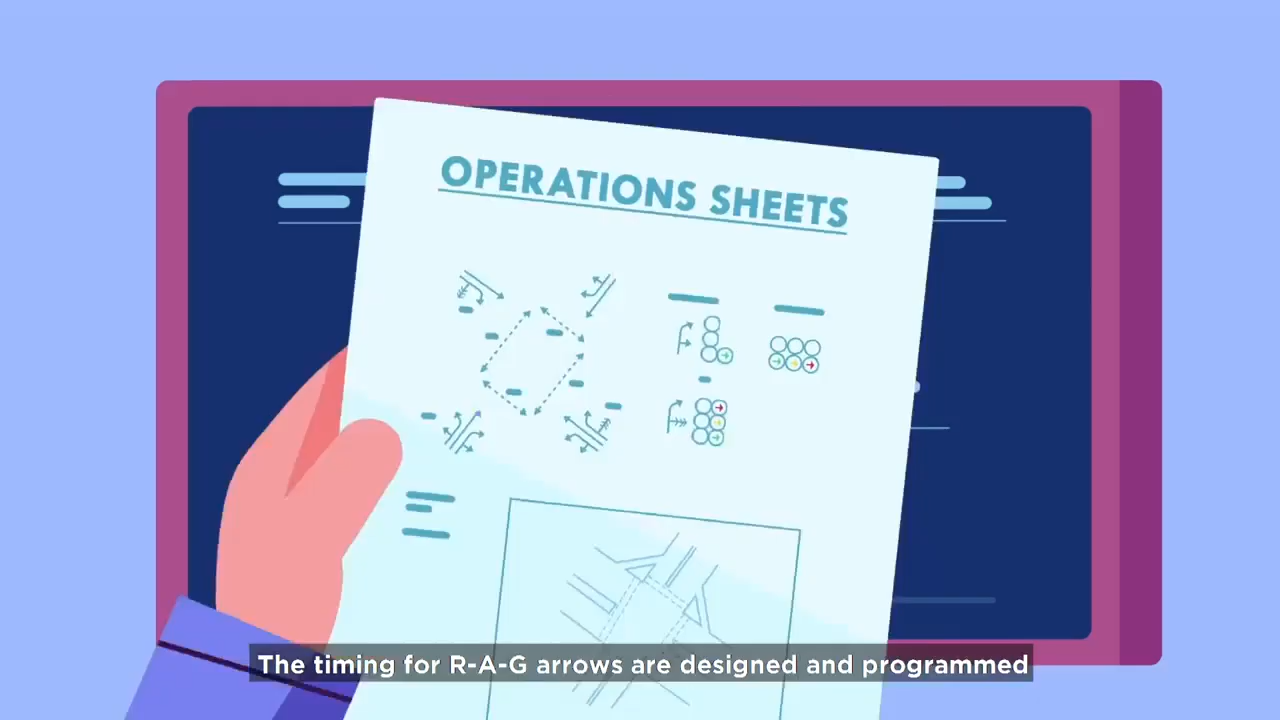 OPERATIONS SHEETS
The timing for R-A-G arrows are designed and programmed